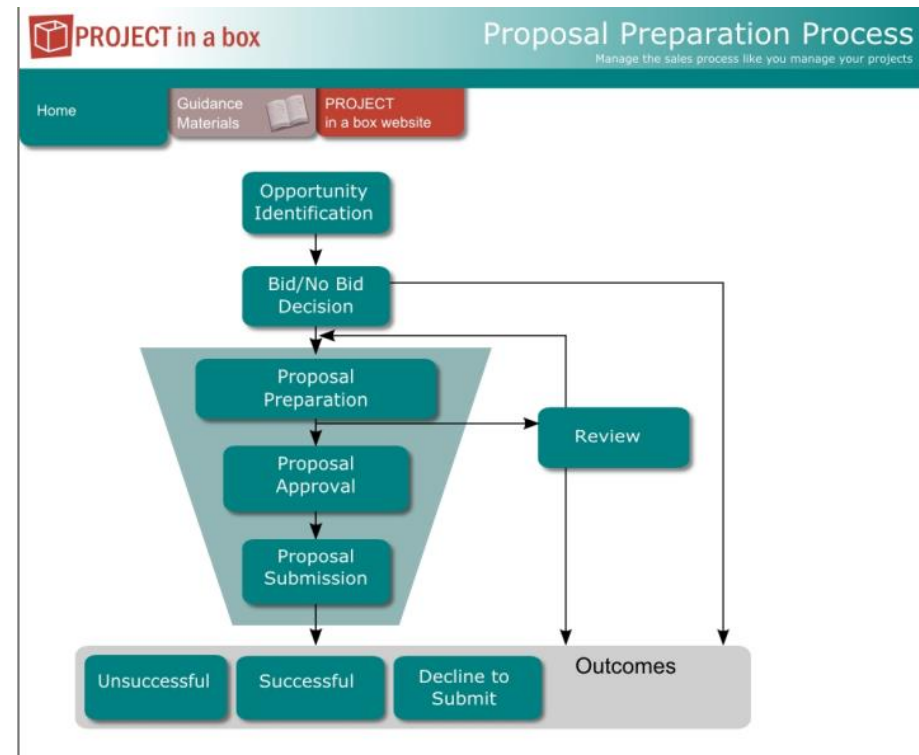 PROJECT in a box
Proposal Preparation Process
Manage the sales process like you manage your projects
Home
Guidance
Materials
PROJECT
in a box website
Opportunity
Identification
Bid/No Bid
Decision
Proposal
Preparation
Review
Proposal
Approval
Proposal
Submission
Outcomes
Unsuccessful
Successful
Decline to
Submit